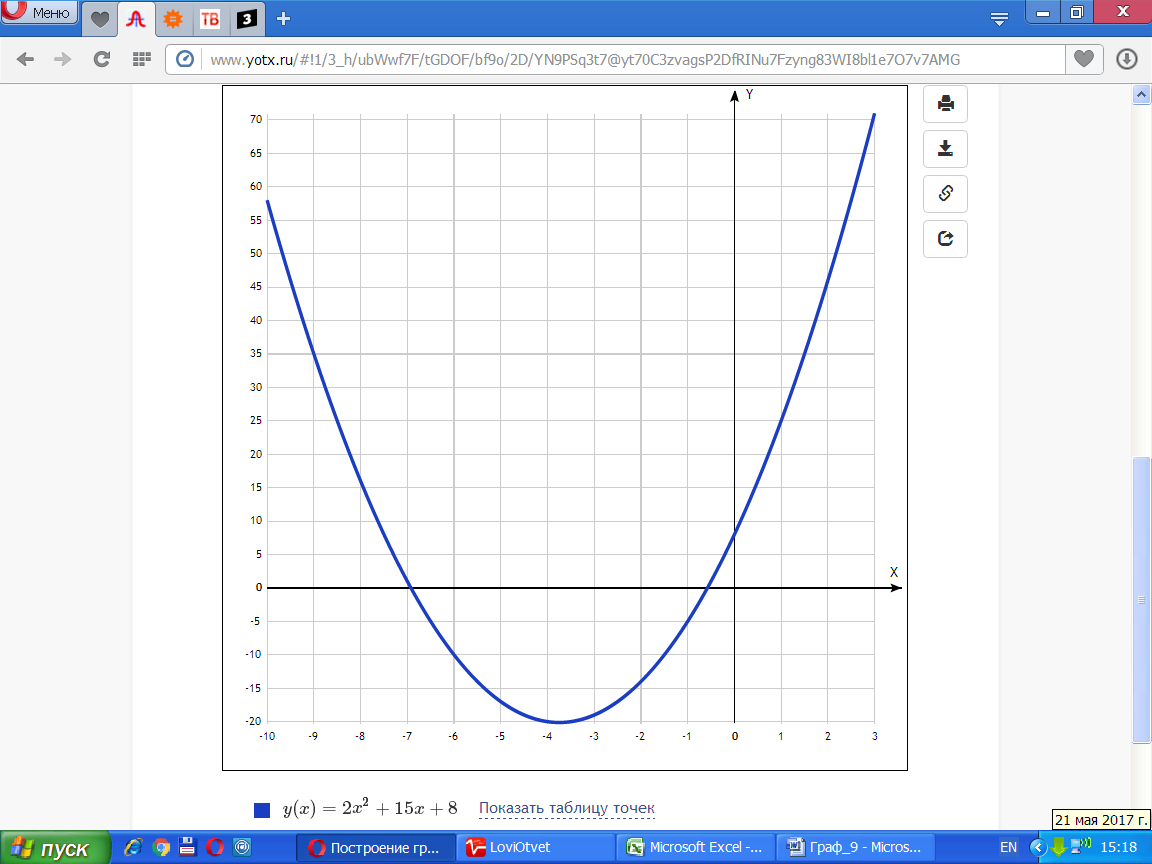 Меню
ТВ
3
www.yotx.ru/#!1/3_h/ubWwf7F/tGDOF/bf9o/2D/YN9PSq3t7@yt70C3zvagsP2DfRINu7Fzyng83WI8bl1e7O7v7AMG
Y
70
65
60
55
50
45
40
35
30
25
20
15
10
5
X
0
-5
-10
-15
-20
-10 -9 -8 -7 -6 -5 -4 -3 -2 -1 0 1 2 3
y(x) = 2x² + 15x + 8 Показать таблицу точек
21 мая 2017 г.
пуск
Построение гр...
LoviOtvet
Microsoft Excel -...
Граф_9 - Micros...
EN
15:18